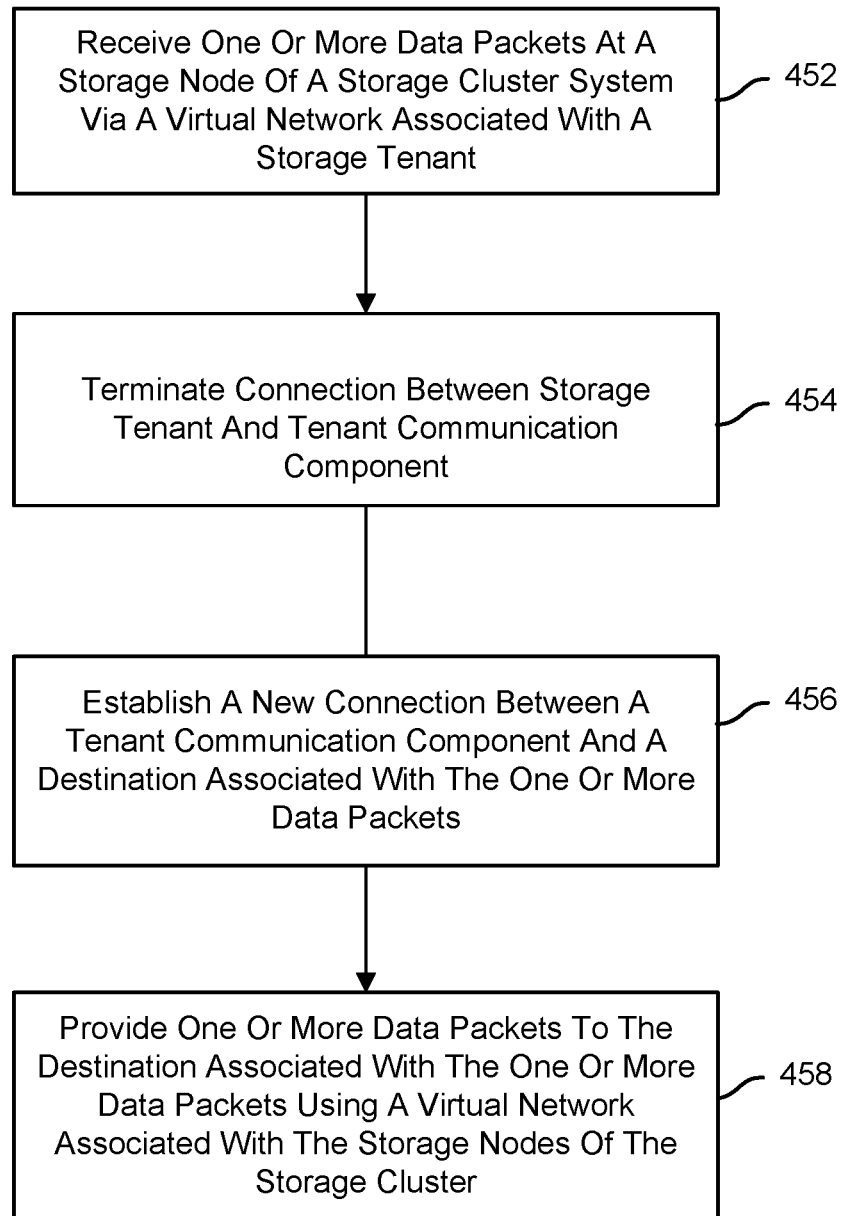 Receive One Or More Data Packets At A
Storage Node Of A Storage Cluster System
Via A Virtual Network Associated With A
Storage Tenant
452
Terminate Connection Between Storage
Tenant And Tenant Communication
Component
454
Establish A New Connection Between A
Tenant Communication Component And A
Destination Associated With The One Or More
Data Packets
456
Provide One Or More Data Packets To The
Destination Associated With The One Or More
Data Packets Using A Virtual Network
Associated With The Storage Nodes Of The
Storage Cluster
458